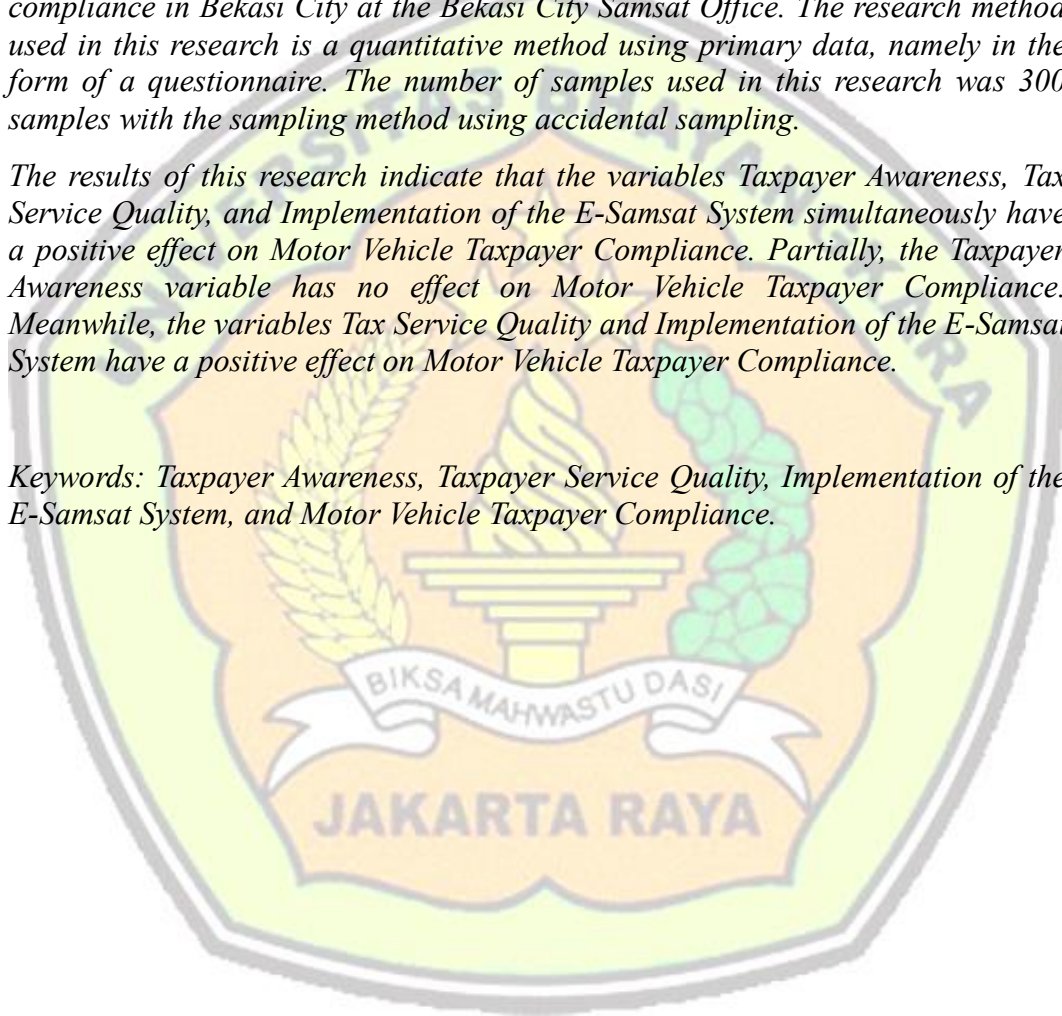 compliance in Bekasi City at the Bekasi City Samsat Office. The research method
used in this research is a quantitative method using primary data, namely in the
form of a questionnaire. The number of samples used in this research was 300
samples with the sampling method using accidental sampling.
The results of this research indicate that the variables Taxpayer Awareness, Tax
Service Quality, and Implementation of the E-Samsat System simultaneously have
a positive effect on Motor Vehicle Taxpayer Compliance. Partially, the Taxpayer
Awareness variable has no effect on Motor Vehicle Taxpayer Compliance.
Meanwhile, the variables Tax Service Quality and Implementation of the E-Samsat
System have a positive effect on Motor Vehicle Taxpayer Compliance.
Keywords: Taxpayer Awareness, Taxpayer Service Quality, Implementation of the
E-Samsat System, and Motor Vehicle Taxpayer Compliance.
UNIVERSITAS BHAYANGKARA
BIKSA MAHWASTU DASI
JAKARTA RAYA